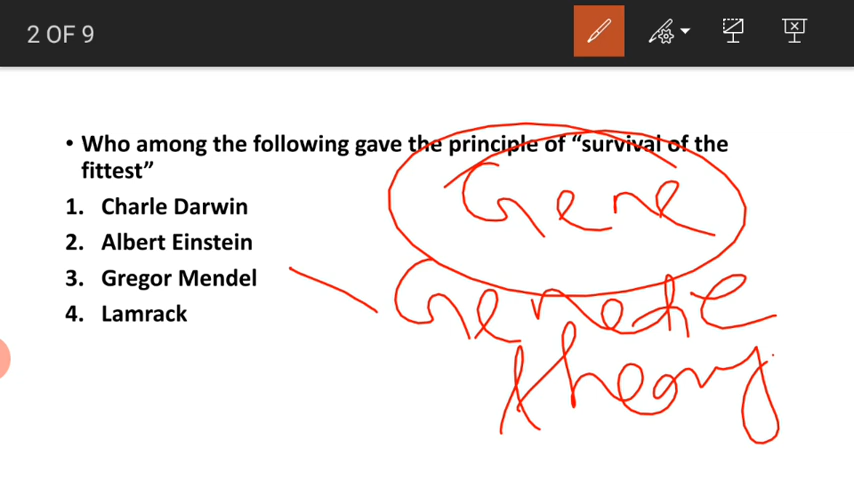 2 OF 9
• Who among the following gave the principle of “survival of the
fittest”
1. Charle Darwin
2. Albert Einstein
3. Gregor Mendel
4. Lamrack
Gene
Genetic
theory